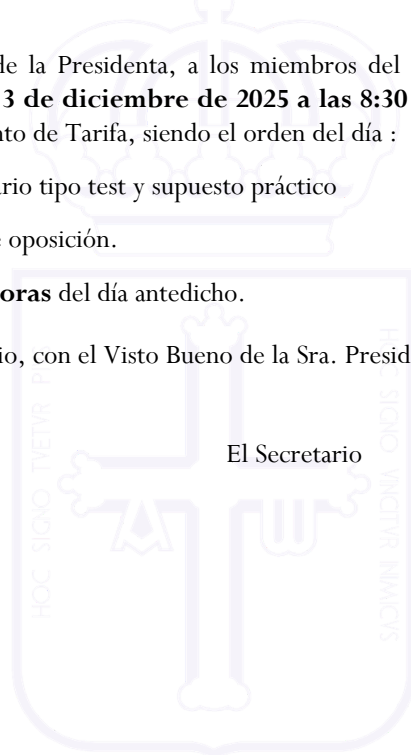 de la Presidenta, a los miembros del
3 de diciembre de 2025 a las 8:30
nto de Tarifa, siendo el orden del día :
ario tipo test y supuesto práctico
e oposición.
oras del día antedicho.
io, con el Visto Bueno de la Sra. Presid
El Secretario
HOC SIGNO TVETVR PIVS
HOC SIGNO VINCITVR INIMICVS